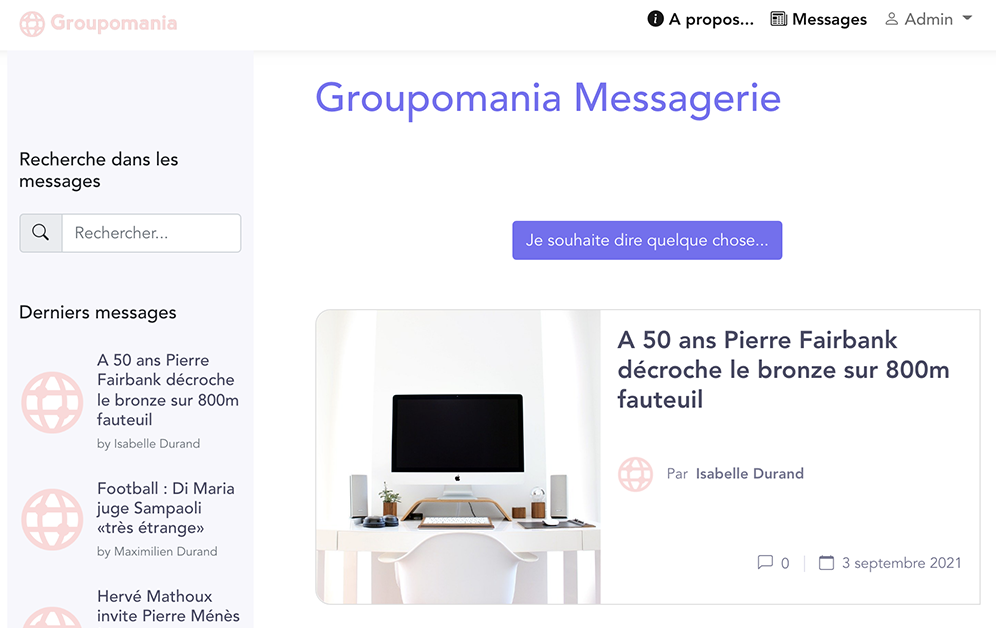 Groupomania
A propos...
Messages
Admin
Groupomania Messagerie
Recherche dans les
messages
Rechercher...
Je souhaite dire quelque chose...
Derniers messages
A 50 ans Pierre
Fairbank décroche
le bronze sur 800m
fauteuil
by Isabelle Durand
Football : Di Maria
juge Sampaoli
«très étrange»
by Maximilien Durand
Hervé Mathoux
invite Pierre Ménès
A 50 ans Pierre Fairbank
décroche le bronze sur 800m
fauteuil
Par Isabelle Durand
0
3 septembre 2021